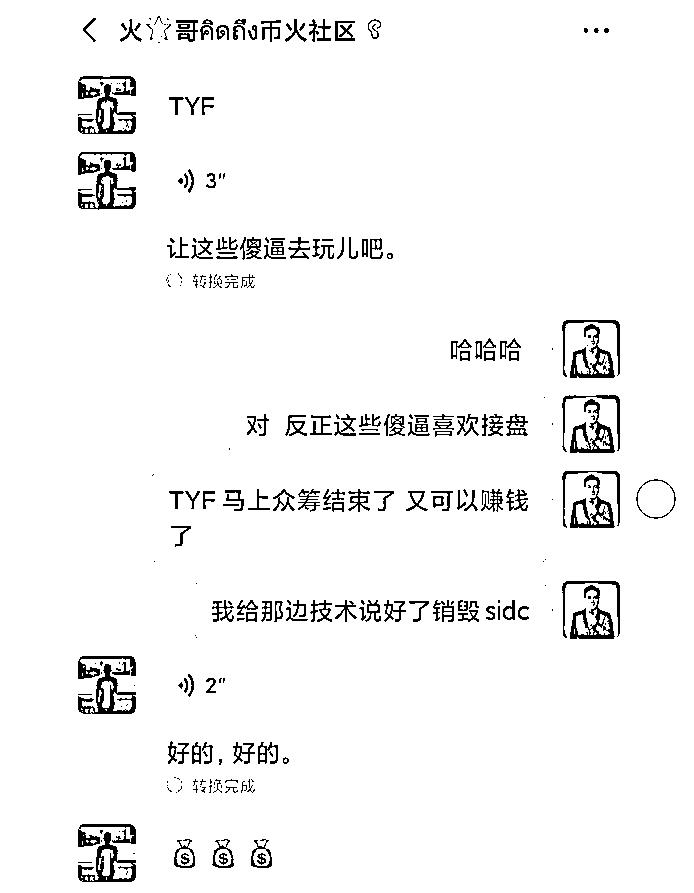 火☆哥คิดถึง币火社区
TYF
3"
让这些傻逼去玩儿吧。
转换完成
哈哈哈
对 反正这些傻逼喜欢接盘
TYF 马上众筹结束了 又可以赚钱
了
我给那边技术说好了销毁 sidc
2"
好的，好的。
转换完成